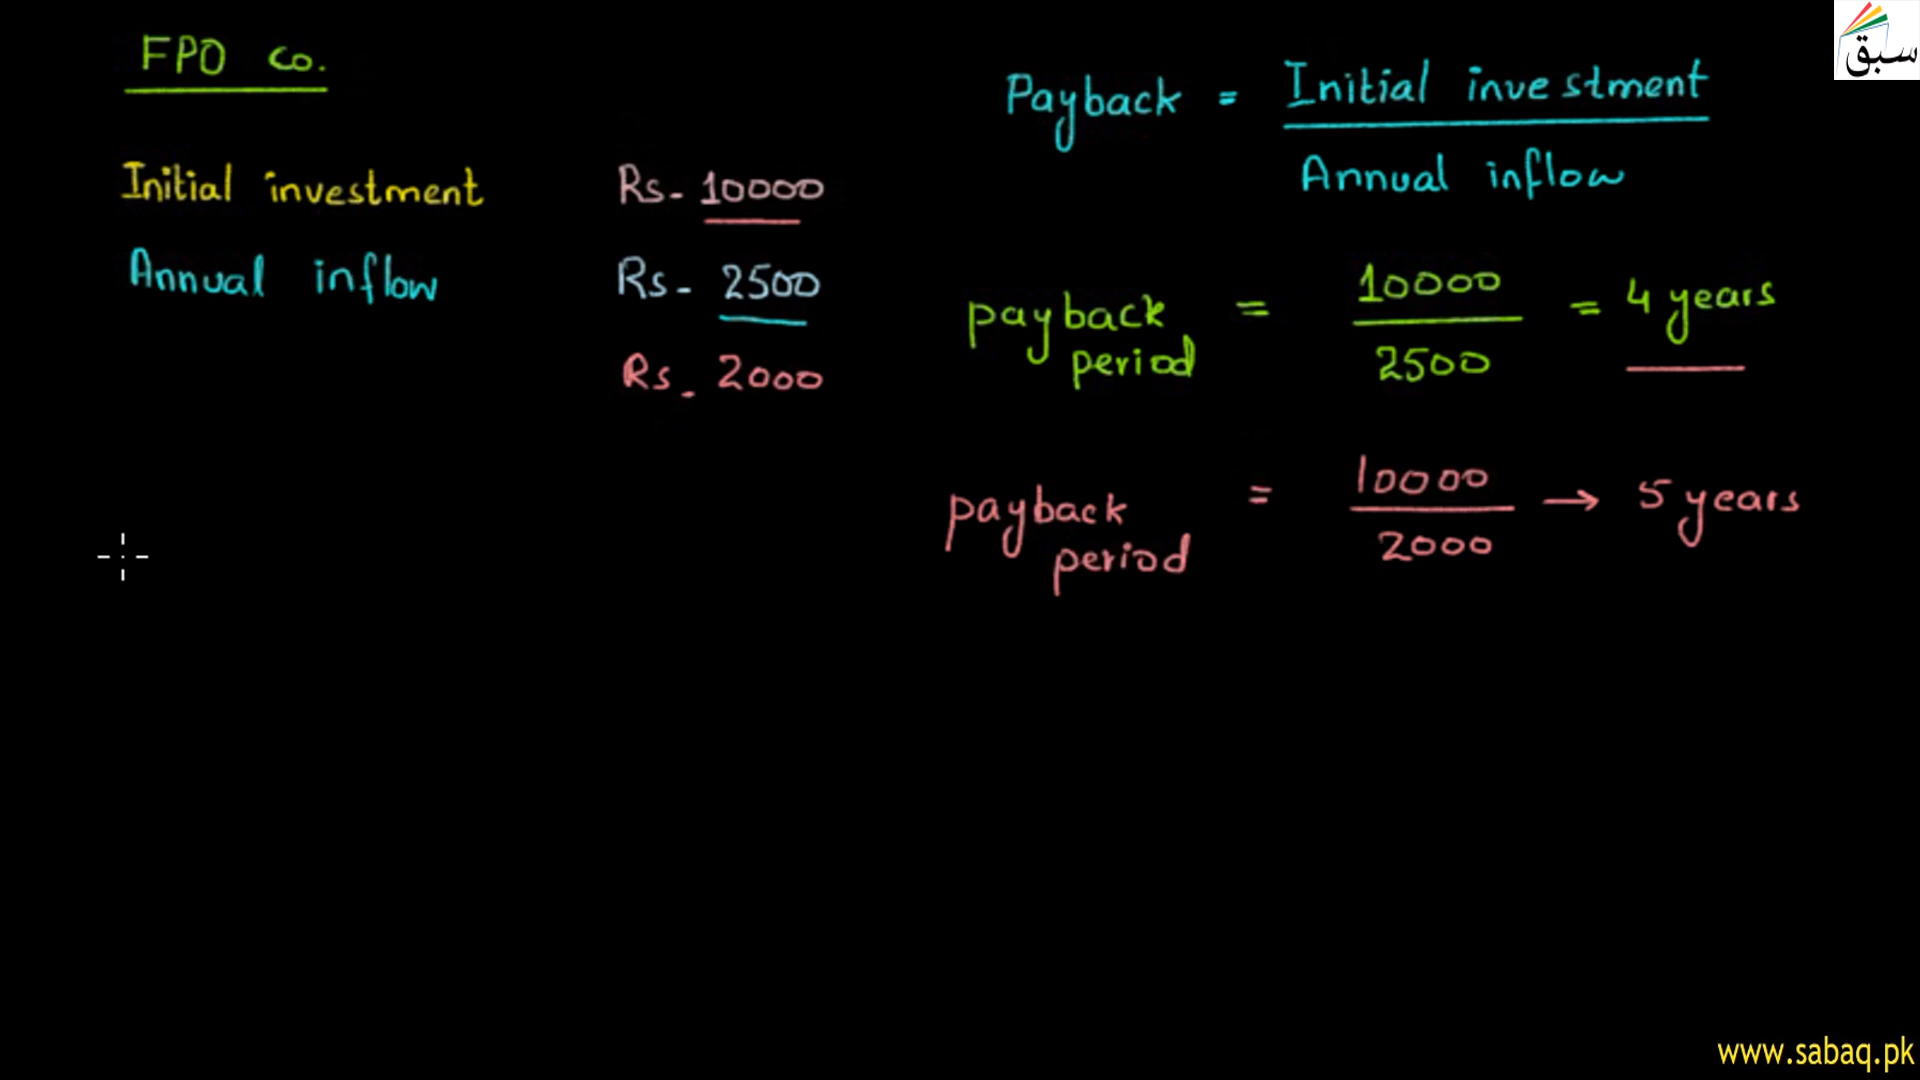 سبق
FPO Co.
Initial investment Rs- 10000
Annual inflow Rs- 2500
Rs. 2000
Payback = Initial investment
Annual inflow
payback period = 10000 / 2500 = 4 years
payback period = 10000 / 2000 → 5 years
www.sabaq.pk